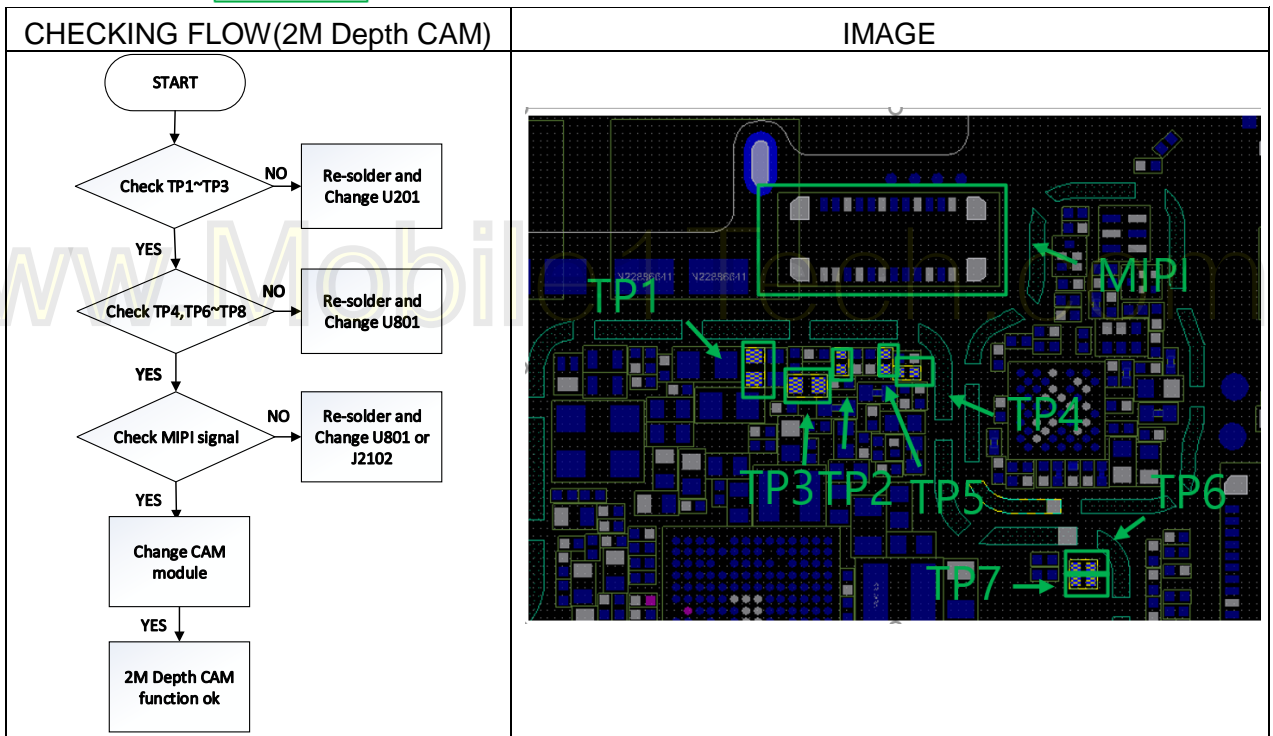 CHECKING FLOW(2M Depth CAM)
IMAGE
START
Check TP1~TP3
NO
Re-solder and
Change U201
YES
Check TP4,TP6~TP8
NO
Re-solder and
Change U801
YES
Check MIPI signal
NO
Re-solder and
Change U801 or
J2102
YES
Change CAM
module
YES
2M Depth CAM
function ok
TP1
MIPI
TP4
TP3
TP2
TP5
TP6
TP7
ww.Mobile1Tech.com